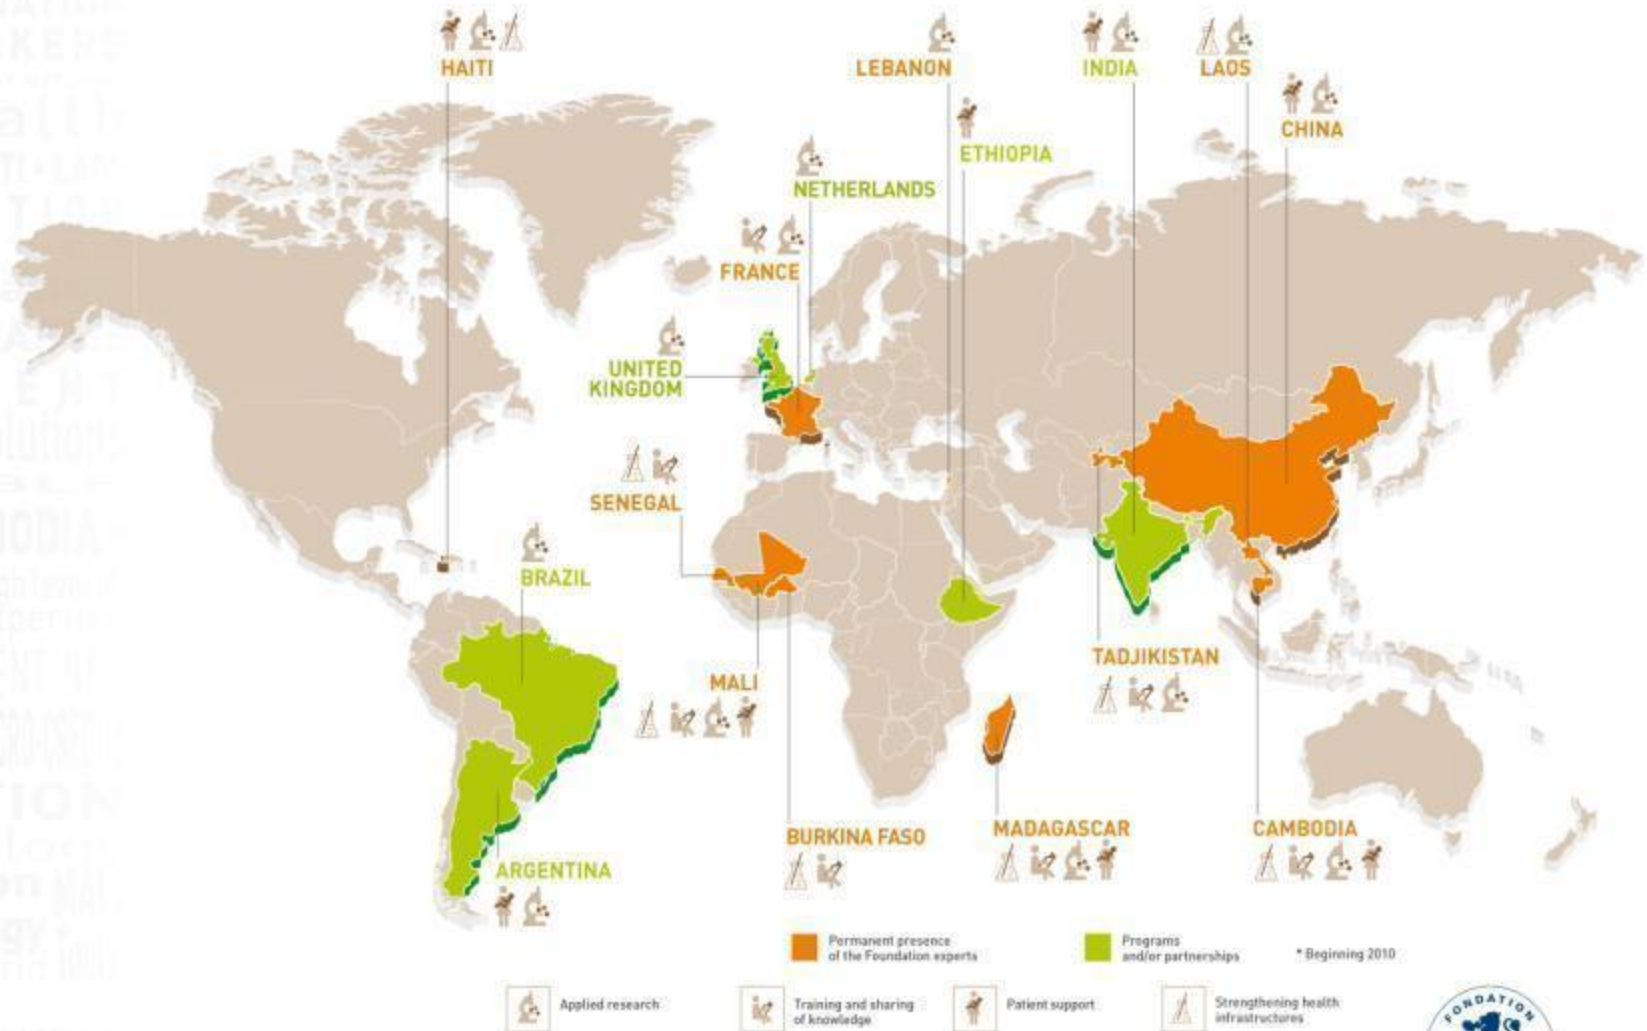 HAITI
LEBANON
INDIA
LAOS
CHINA
ETHIOPIA
NETHERLANDS
FRANCE
UNITED
KINGDOM
SENEGAL
BRAZIL
TADJIKISTAN
MALI
BURKINA FASO
MADAGASCAR
CAMBODIA
ARGENTINA
Permanent presence
of the Foundation experts
Programs
and/or partnerships
* Beginning 2010
Applied research
Training and sharing
of knowledge
Patient support
Strengthening health
infrastructures
FONDATION